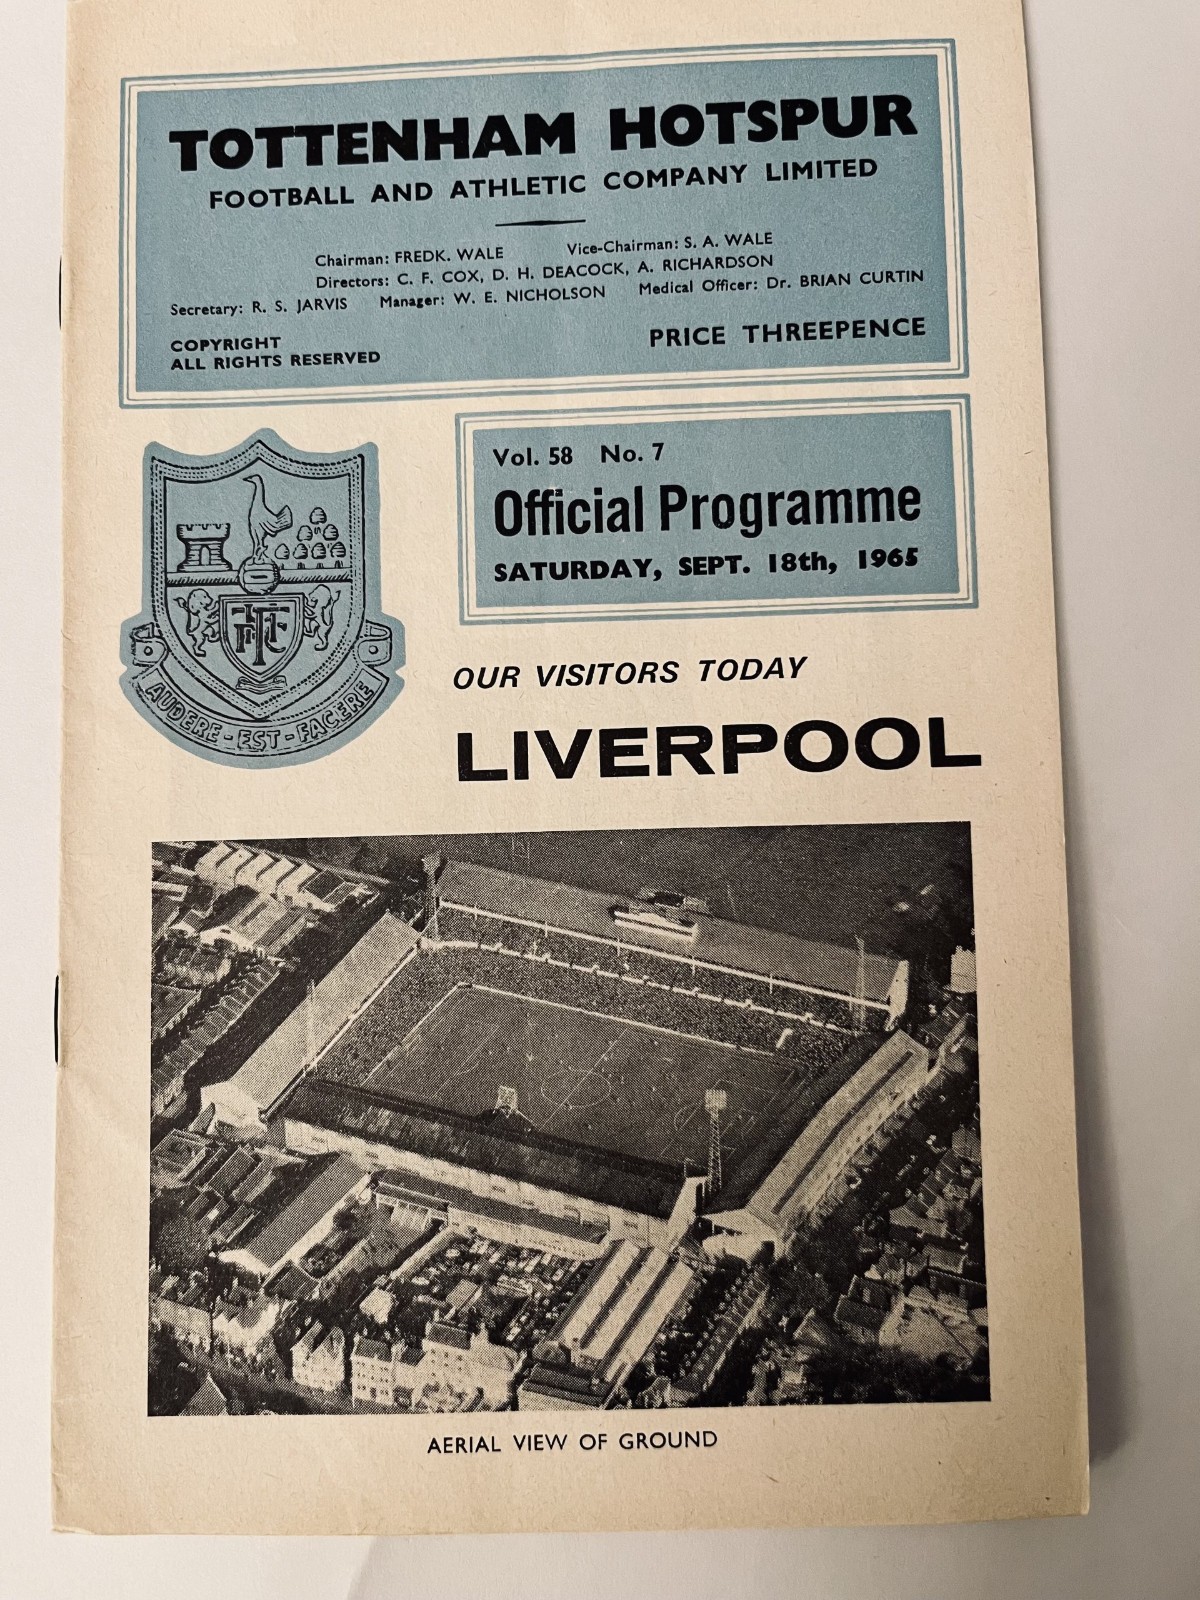 TOTTENHAM HOTSPUR
FOOTBALL AND ATHLETIC COMPANY LIMITED
Chairman: FREDK. WALE Vice-Chairman: S. A. WALE
Directors: C. F. COX, D. H. DEACOCK, A. RICHARDSON
Secretary: R. S. JARVIS Manager: W. E. NICHOLSON Medical Officer: Dr. BRIAN CURTIN
COPYRIGHT
ALL RIGHTS RESERVED
PRICE THREEPENCE
Vol. 58 No. 7
Official Programme
SATURDAY, SEPT. 18th, 1965
AUDERE - EST - FACERE
OUR VISITORS TODAY
LIVERPOOL
AERIAL VIEW OF GROUND